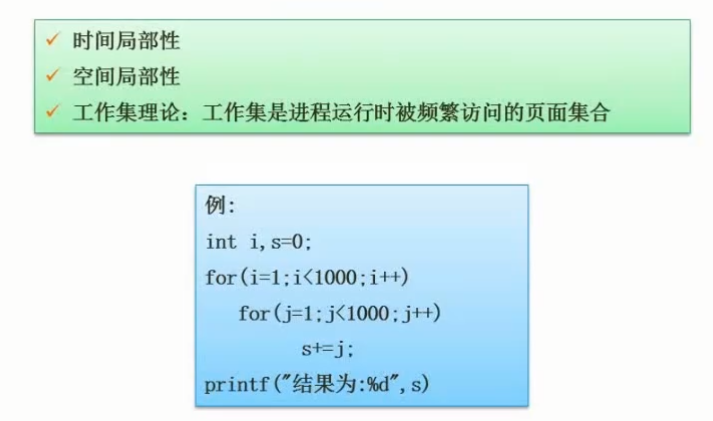 ✓ 时间局部性
✓ 空间局部性
✓ 工作集理论：工作集是进程运行时被频繁访问的页面集合
例:
int i,s=0;
for(i=1;i<1000;i++)
for(j=1;j<1000;j++)
s+=j;
printf("结果为:%d",s)